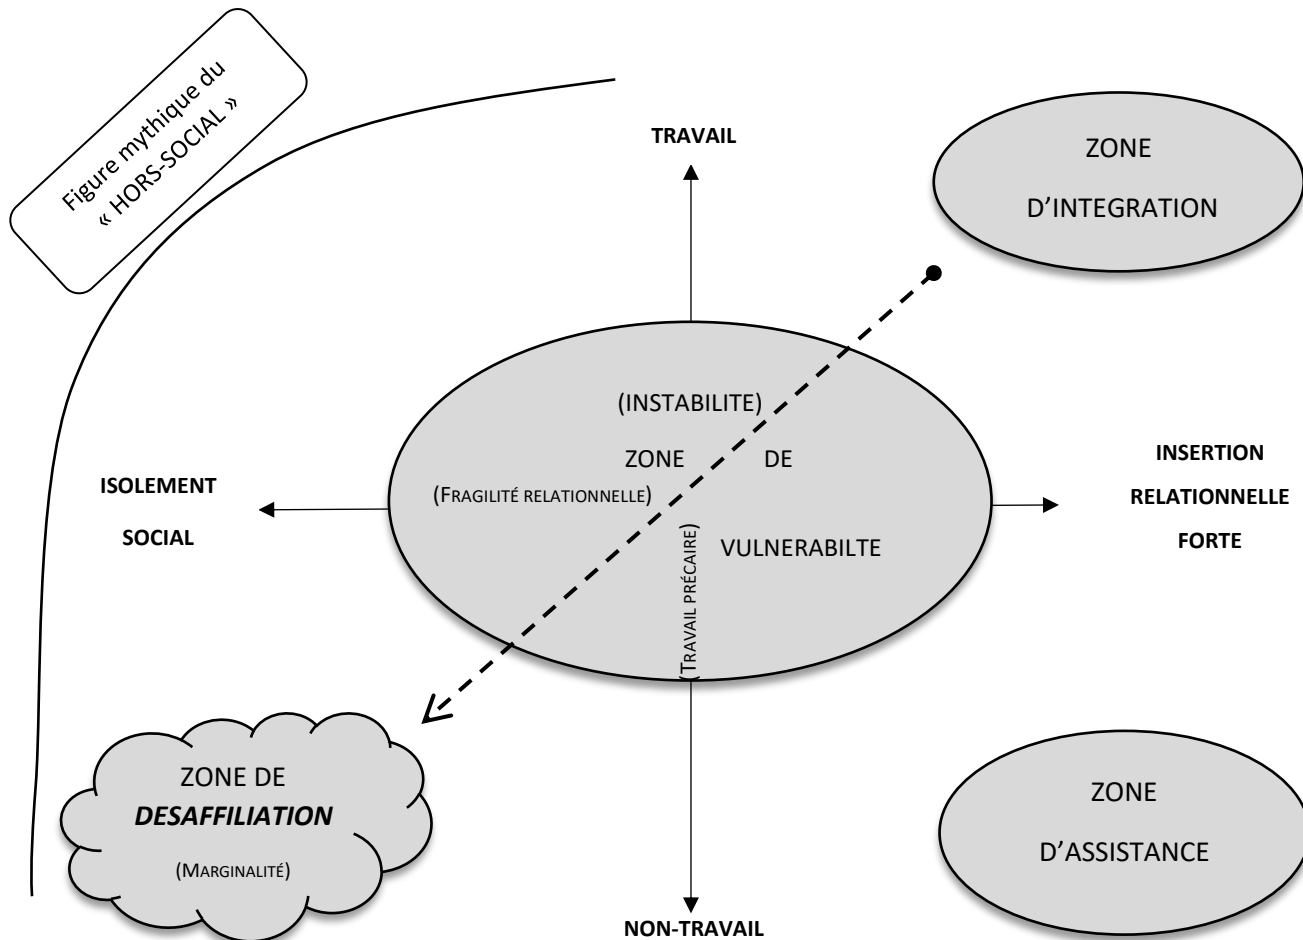 Figure mythique du
« HORS-SOCIAL »
TRAVAIL
ZONE
D’INTEGRATION
(INSTABILITE)
ZONE DE
(FRAGILITÉ RELATIONNELLE)
VULNERABILTE
(TRAVAIL PRÉCAIRE)
ISOLEMENT
SOCIAL
INSERTION
RELATIONNELLE
FORTE
ZONE DE
DESAFFILIATION
(MARGINALITÉ)
ZONE
D’ASSISTANCE
NON-TRAVAIL